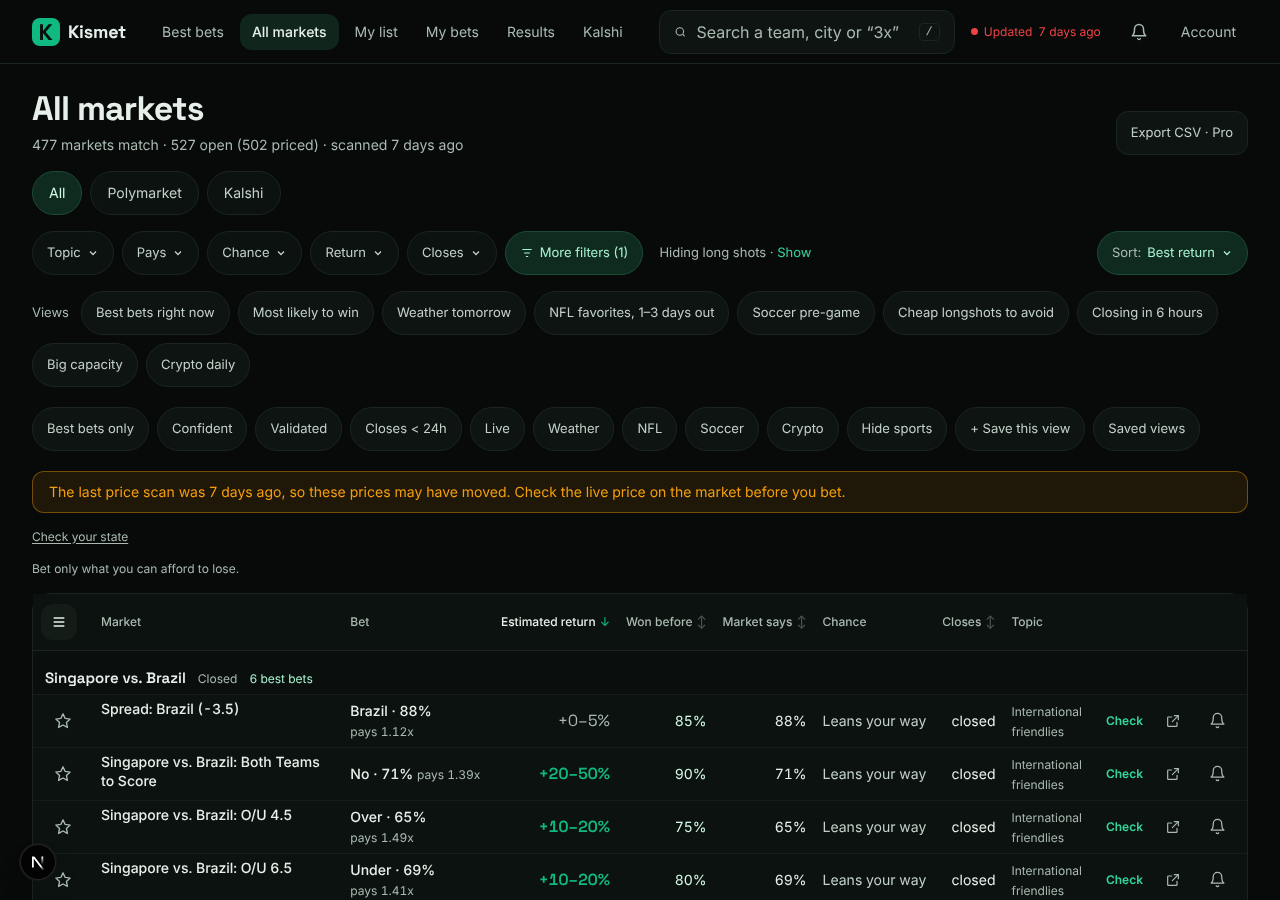 Kismet
Best bets
All markets
My list
My bets
Results
Kalshi
Search a team, city or “3x”
/
Updated 7 days ago
Account
All markets
477 markets match · 527 open (502 priced) · scanned 7 days ago
Export CSV · Pro
All
Polymarket
Kalshi
Topic
Pays
Chance
Return
Closes
More filters (1)
Hiding long shots · Show
Sort: Best return
Views
Best bets right now
Most likely to win
Weather tomorrow
NFL favorites, 1–3 days out
Soccer pre-game
Cheap longshots to avoid
Closing in 6 hours
Big capacity
Crypto daily
Best bets only
Confident
Validated
Closes < 24h
Live
Weather
NFL
Soccer
Crypto
Hide sports
+ Save this view
Saved views
The last price scan was 7 days ago, so these prices may have moved. Check the live price on the market before you bet.
Check your state
Bet only what you can afford to lose.
Market
Bet
Estimated return ↓
Won before
Market says
Chance
Closes
Topic
Singapore vs. Brazil
Closed
6 best bets
Spread: Brazil (-3.5)
Brazil · 88%
pays 1.12x
+0–5%
85%
88%
Leans your way
closed
International
friendlies
Check
Singapore vs. Brazil: Both Teams
to Score
No · 71% pays 1.39x
+20–50%
90%
71%
Leans your way
closed
International
friendlies
Check
Singapore vs. Brazil: O/U 4.5
Over · 65%
pays 1.49x
+10–20%
75%
65%
Leans your way
closed
International
friendlies
Check
Singapore vs. Brazil: O/U 6.5
Under · 69%
pays 1.41x
+10–20%
80%
69%
Leans your way
closed
International
friendlies
Check